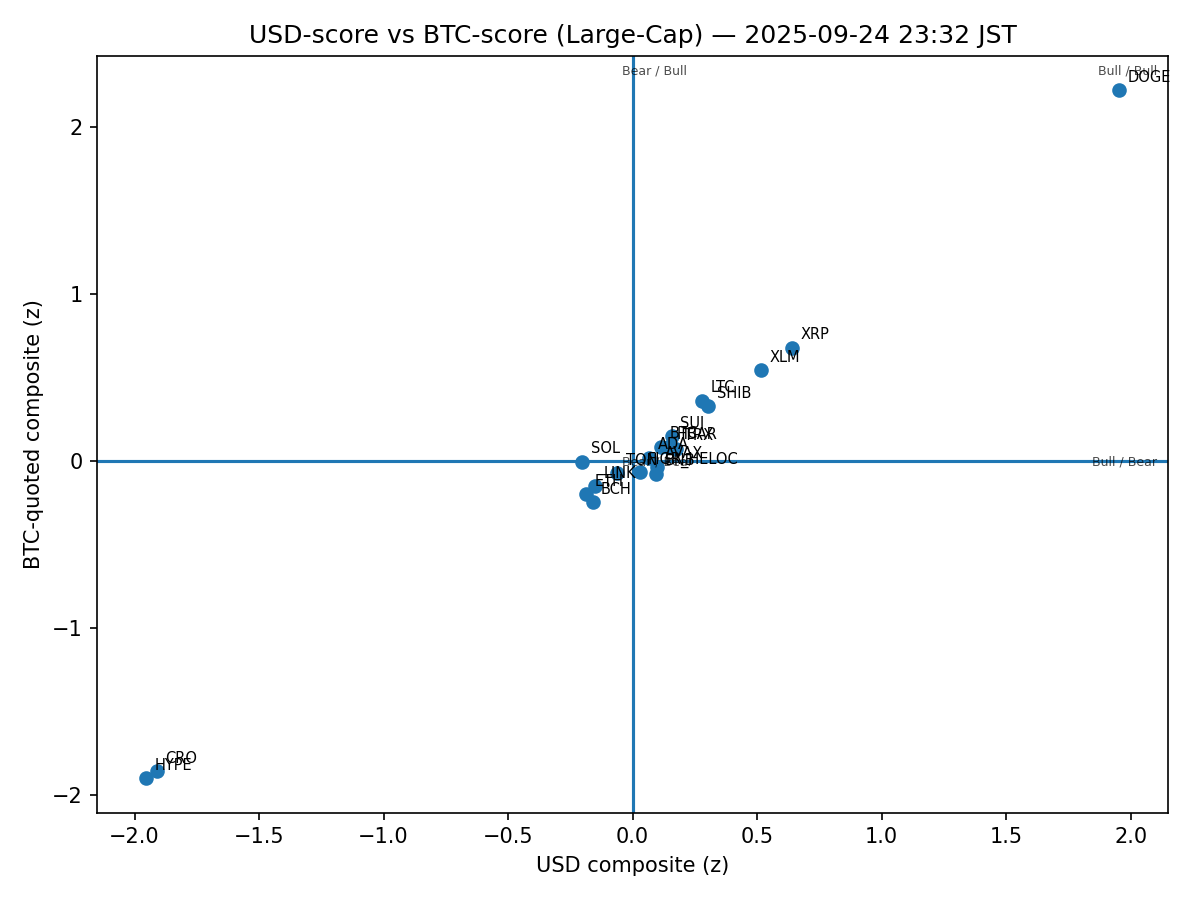 USD-score vs BTC-score (Large-Cap) — 2025-09-24 23:32 JST
Bear / Bull
Bull / Bull
DOGE
2
1
XRP
XLM
LTC
SHIB
SUI
HBAR
ADA
SOL
AVAX
TON
0
Bull / Bear
LINK
ETH
BCH
−1
CRO
HYPE
−2
−2.0 −1.5 −1.0 −0.5 0.0 0.5 1.0 1.5 2.0
USD composite (z)
BTC-quoted composite (z)